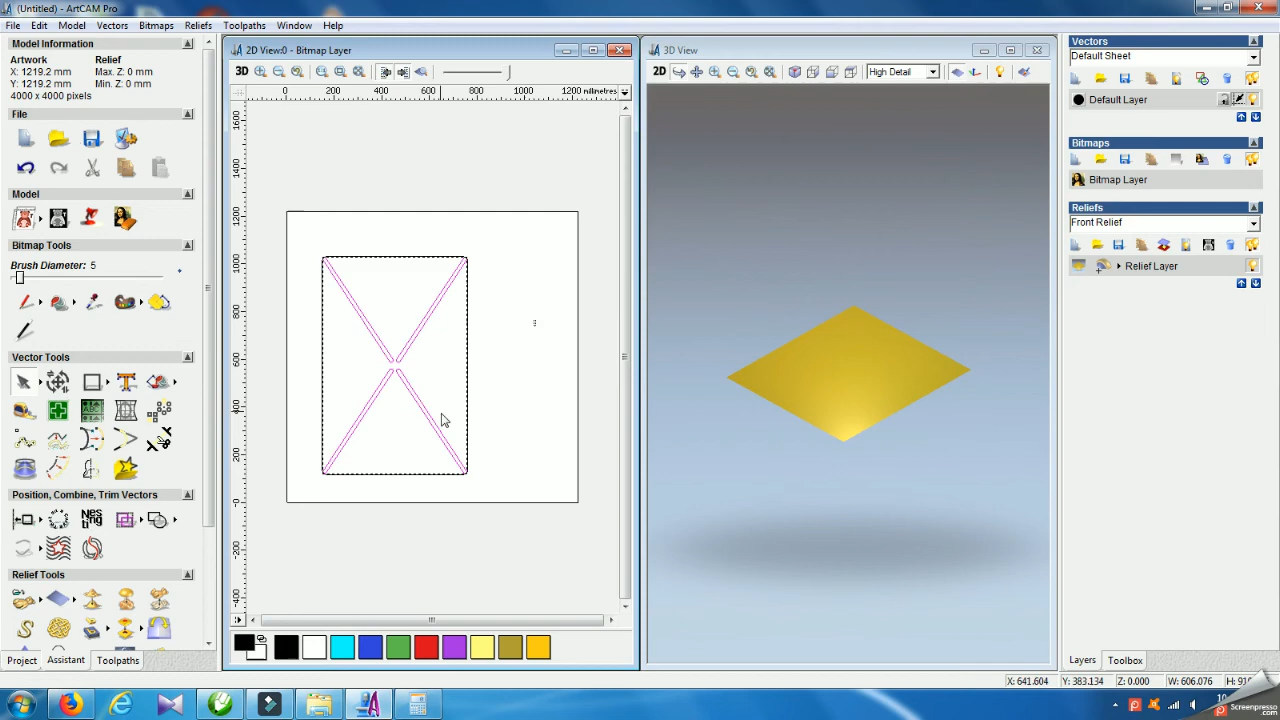 (Untitled) - ArtCAM Pro
File Edit Model Vectors Bitmaps Reliefs Toolpaths Window Help
Model Information
Artwork Relief
X: 1219.2 mm Max. Z: 0 mm
Y: 1219.2 mm Min. Z: 0 mm
4000 x 4000 pixels
File
Model
Bitmap Tools
Brush Diameter: 5
Vector Tools
Position, Combine, Trim Vectors
Relief Tools
Project Assistant Toolpaths
2D View:0 - Bitmap Layer
3D
0 200 400 600 800 1000 1200 millimetres
1600
1400
1200
1000
800
600
400
200
-0
-200
-400
3D View
2D High Detail
Vectors
Default Sheet
Default Layer
Bitmaps
Bitmap Layer
Reliefs
Front Relief
Relief Layer
Layers Toolbox
X: 641.604 Y: 383.134 Z: 0.000 W: 606.076
Screenpresso.com